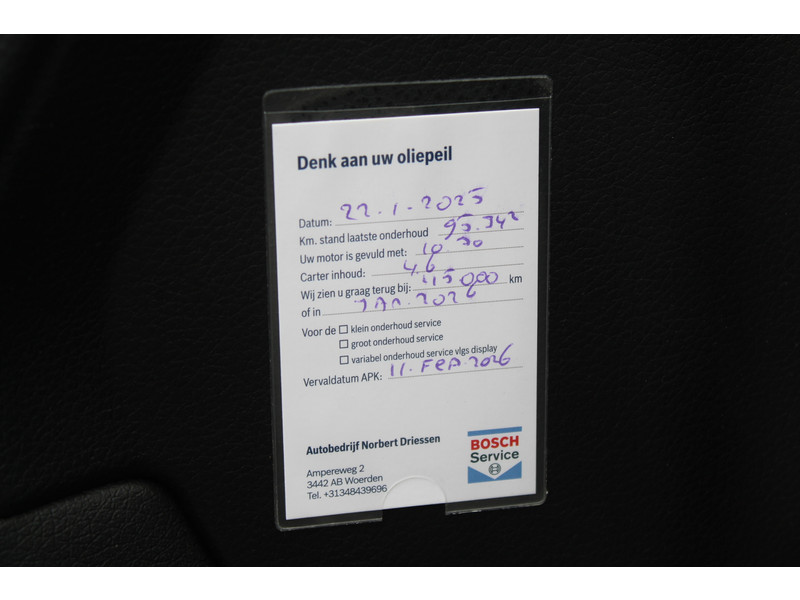 Denk aan uw oliepeil
Datum: 22.1-2025
Km. stand laatste onderhoud 95.342
Uw motor is gevuld met: 10 30
Carter inhoud: 4.6
Wij zien u graag terug bij: 115000 km
of in JAN. 2026
Voor de ☐ klein onderhoud service
☐ groot onderhoud service
☐ variabel onderhoud service vlgs display
Vervaldatum APK: 11. Feb 2026
Autobedrijf Norbert Driessen
Ampereweg 2
3442 AB Woerden
Tel. +31348439696
BOSCH
Service